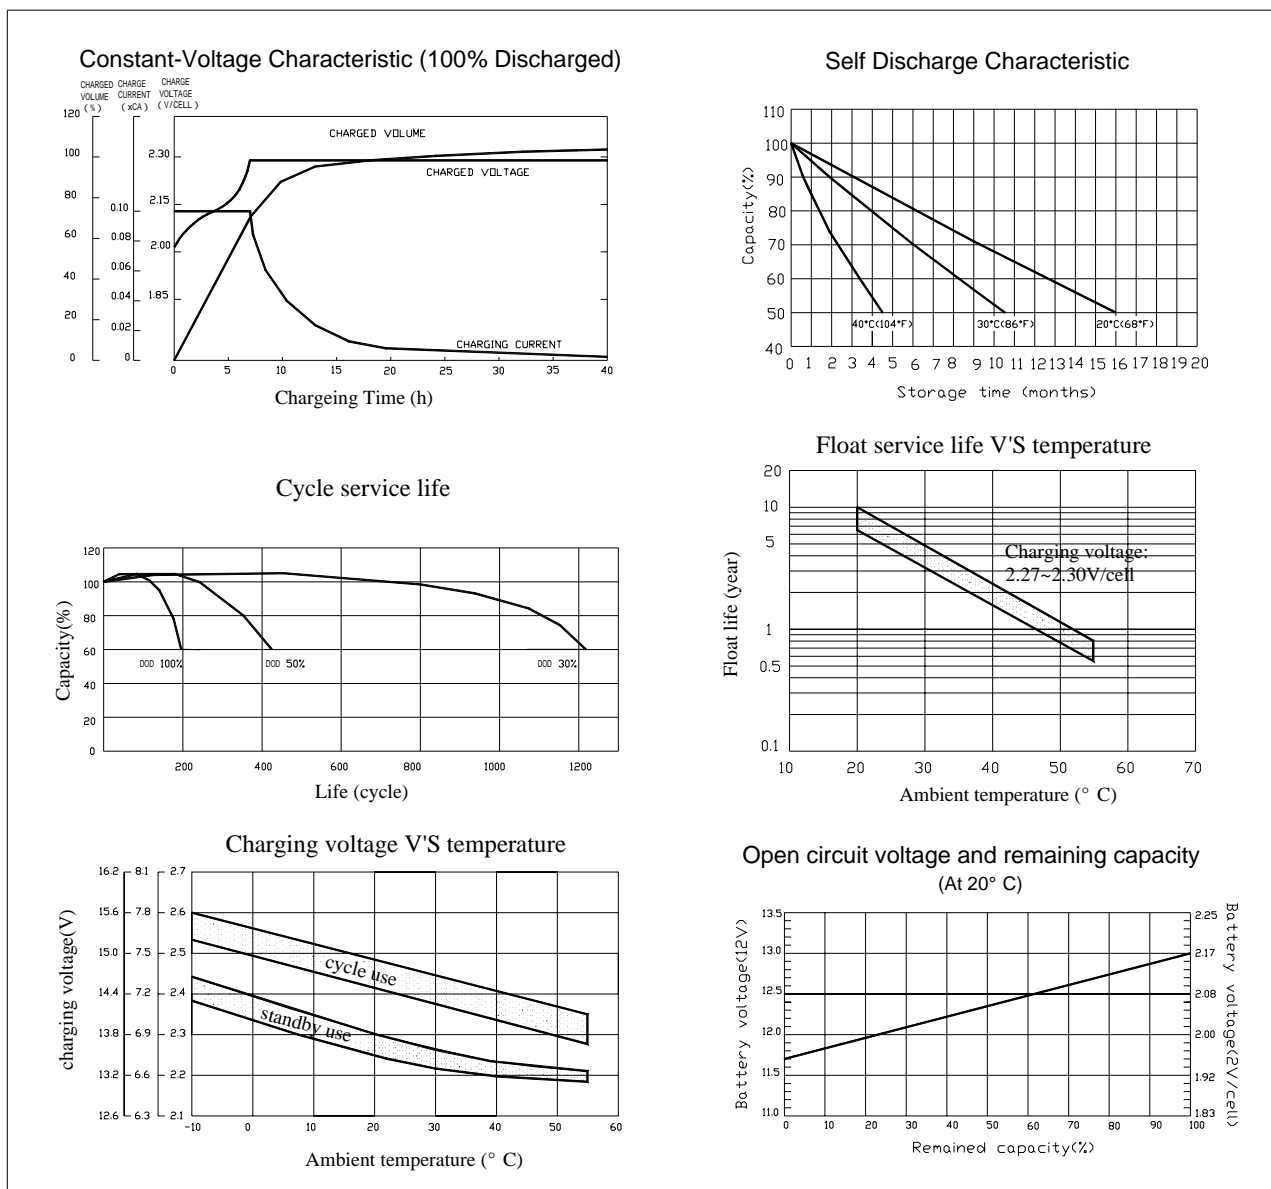 Constant-Voltage Characteristic (100% Discharged)
CHARGED CHARGE CHARGE
VOLUME CURRENT VOLTAGE
(%) (xCA) (V/CELL)
120
100
80
60
40
20
0
0.10
0.08
0.06
0.04
0.02
0
2.30
2.15
2.00
1.85
CHARGED VOLUME
CHARGED VOLTAGE
CHARGING CURRENT
0 5 10 15 20 25 30 35 40
Chargeing Time (h)
Self Discharge Characteristic
Capacity(%)
110
100
90
80
70
60
50
40
40°C(104°F) 30°C(86°F) 20°C(68°F)
0 1 2 3 4 5 6 7 8 9 10 11 12 13 14 15 16 17 18 19 20
Storage time (months)
Cycle service life
Capacity(%)
120
100
80
60
40
20
0
DOD 100% DOD 50% DOD 30%
200 400 600 800 1000 1200
Life (cycle)
Float service life V'S temperature
Float life (year)
20
10
5
1
0.5
0.1
Charging voltage:
2.27~2.30V/cell
10 20 30 40 50 60 70
Ambient temperature (° C)
Charging voltage V'S temperature
charging voltage(V)
16.2 8.1 2.7
15.6 7.8 2.6
15.0 7.5 2.5
14.4 7.2 2.4
13.8 6.9 2.3
13.2 6.6 2.2
12.6 6.3 2.1
cycle use
standby use
-10 0 10 20 30 40 50 60
Ambient temperature (° C)
Open circuit voltage and remaining capacity
(At 20° C)
Battery voltage(12V)
13.5
13.0
12.5
12.0
11.5
11.0
2.25
2.17
2.08
2.00
1.92
1.83
Battery voltage(2V/cell)
0 10 20 30 40 50 60 70 80 90 100
Remained capacity(%)